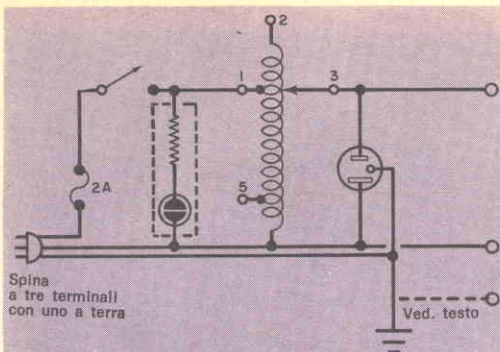 2
1
3
5
2A
Spina
a tre terminali
con uno a terra
Ved. testo